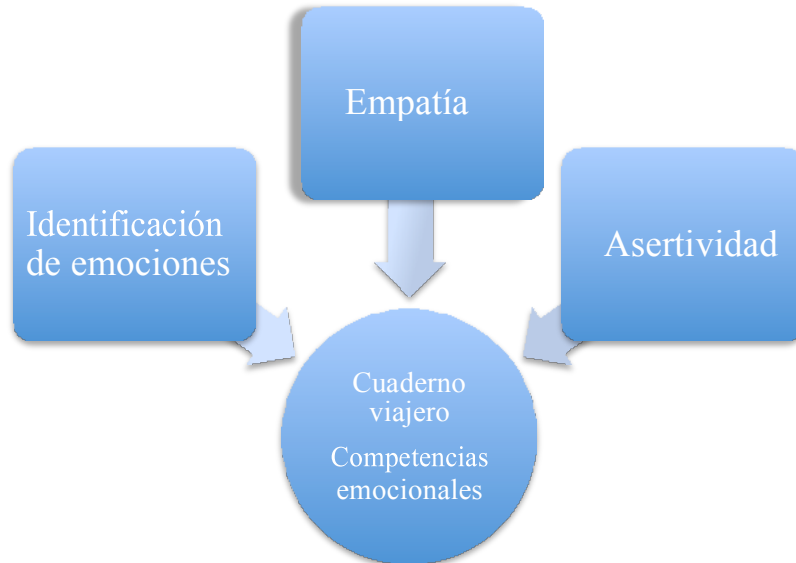 Empatía
Identificación
de emociones
Asertividad
Cuaderno
viajero
Competencias
emocionales